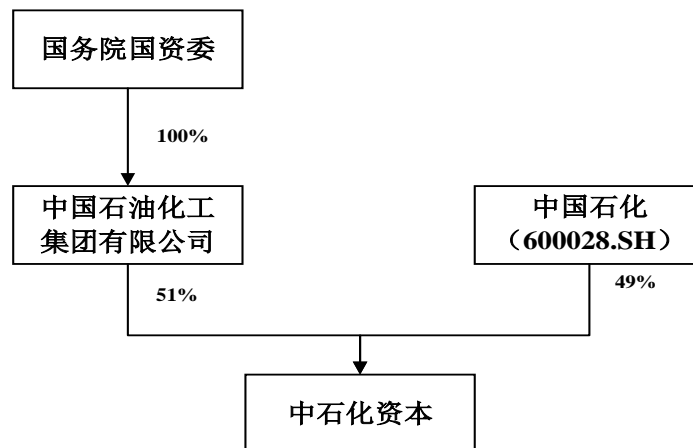 国务院国资委
100%
中国石油化工
集团有限公司
中国石化
（600028.SH）
51%
49%
中石化资本